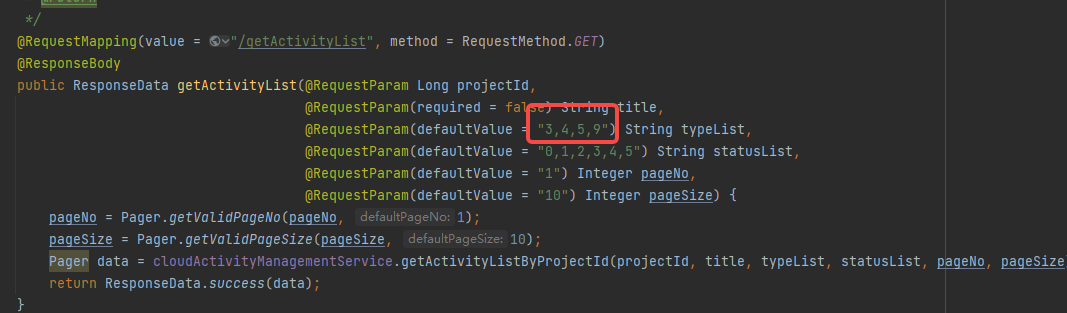 */
@RequestMapping(value = "/getActivityList", method = RequestMethod.GET)
@ResponseBody
public ResponseData getActivityList(@RequestParam Long projectId,
@RequestParam(required = false) String title,
@RequestParam(defaultValue = "3,4,5,9") String typeList,
@RequestParam(defaultValue = "0,1,2,3,4,5") String statusList,
@RequestParam(defaultValue = "1") Integer pageNo,
@RequestParam(defaultValue = "10") Integer pageSize) {
pageNo = Pager.getValidPageNo(pageNo, defaultPageNo: 1);
pageSize = Pager.getValidPageSize(pageSize, defaultPageSize: 10);
Pager data = cloudActivityManagementService.getActivityListByProjectId(projectId, title, typeList, statusList, pageNo, pageSize
return ResponseData.success(data);
}